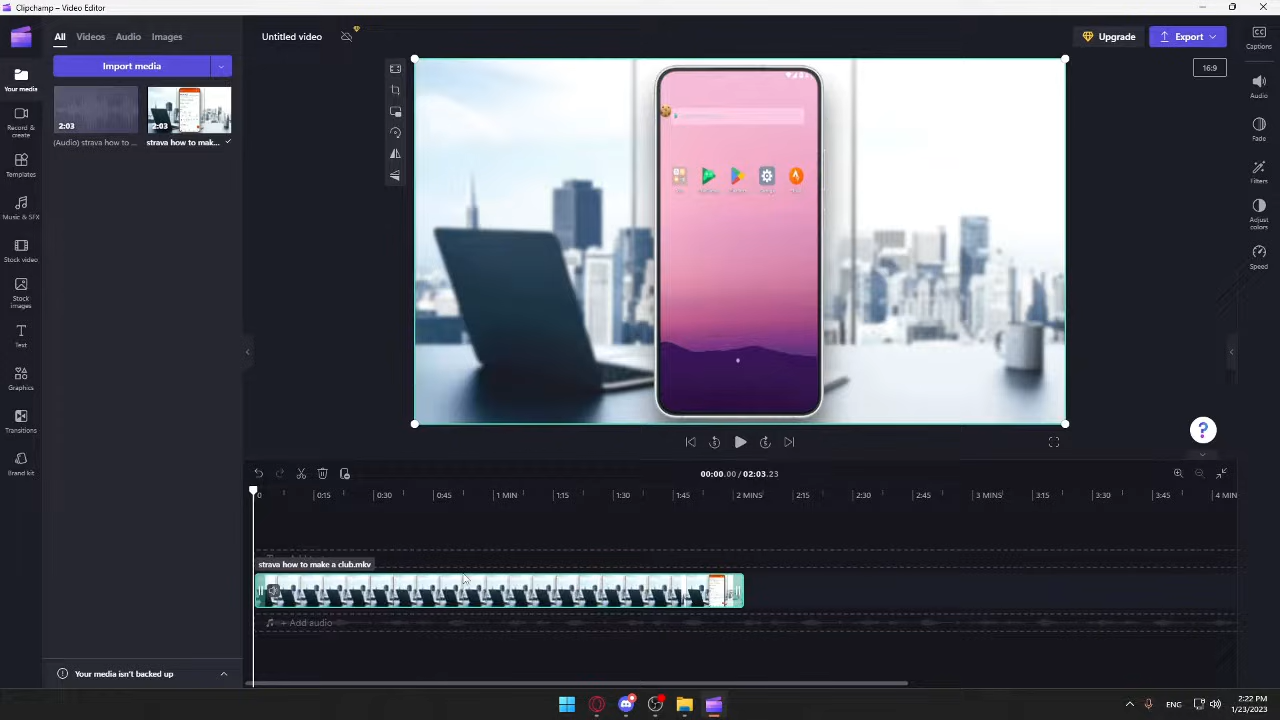 Clipchamp – Video Editor
All Videos Audio Images
Untitled video
Upgrade
Export
Captions
Import media
Your media
2:03
2:03
(Audio) strava how to ...
strava how to mak...
16:9
Audio
Record & create
Fade
Templates
Filters
Music & SFX
Adjust colors
Stock video
Speed
Stock images
Text
Graphics
Transitions
Brand kit
?
00:00.00 / 02:03.23
0 0:15 0:30 0:45 1 MIN 1:15 1:30 1:45 2 MINS 2:15 2:30 2:45 3 MINS 3:15 3:30 3:45 4 MIN
strava how to make a club.mkv
+ Add audio
Your media isn't backed up
ENG
2:22 PM
1/23/2023